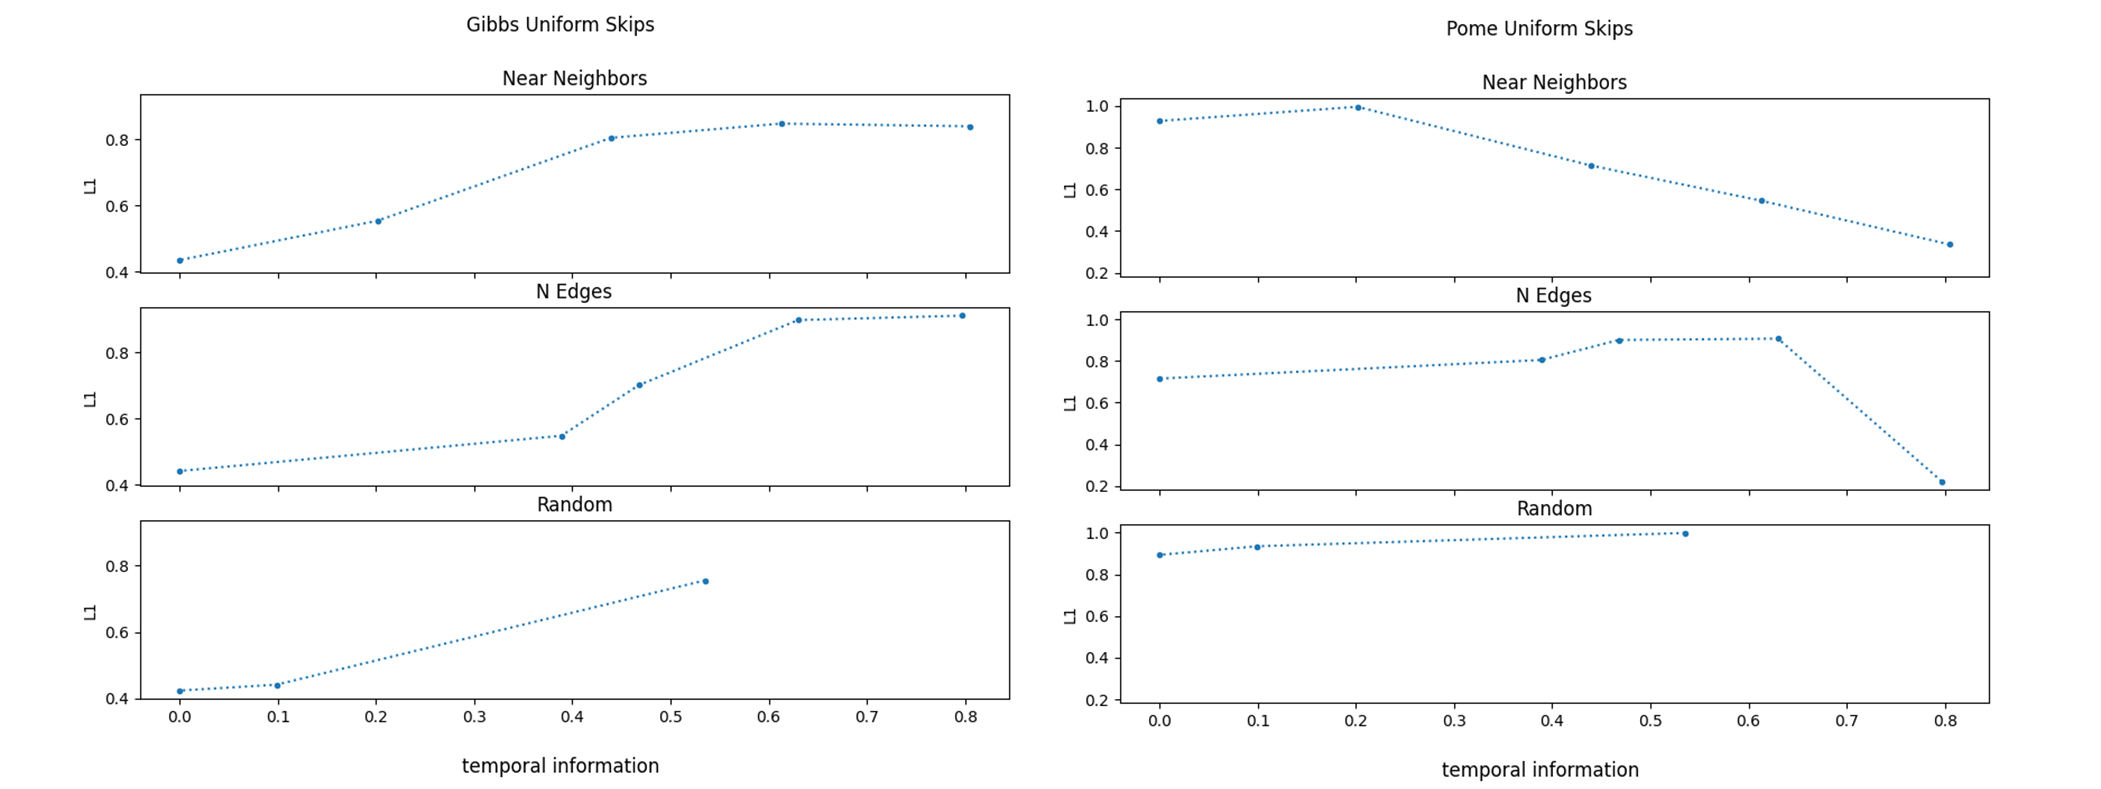 Gibbs Uniform Skips
Near Neighbors
0.8
0.6
0.4
L1
N Edges
0.8
0.6
0.4
L1
Random
0.8
0.6
0.4
L1
0.0 0.1 0.2 0.3 0.4 0.5 0.6 0.7 0.8
temporal information
Pome Uniform Skips
Near Neighbors
1.0
0.8
0.6
0.4
0.2
L1
N Edges
1.0
0.8
0.6
0.4
0.2
L1
Random
1.0
0.8
0.6
0.4
0.2
L1
0.0 0.1 0.2 0.3 0.4 0.5 0.6 0.7 0.8
temporal information